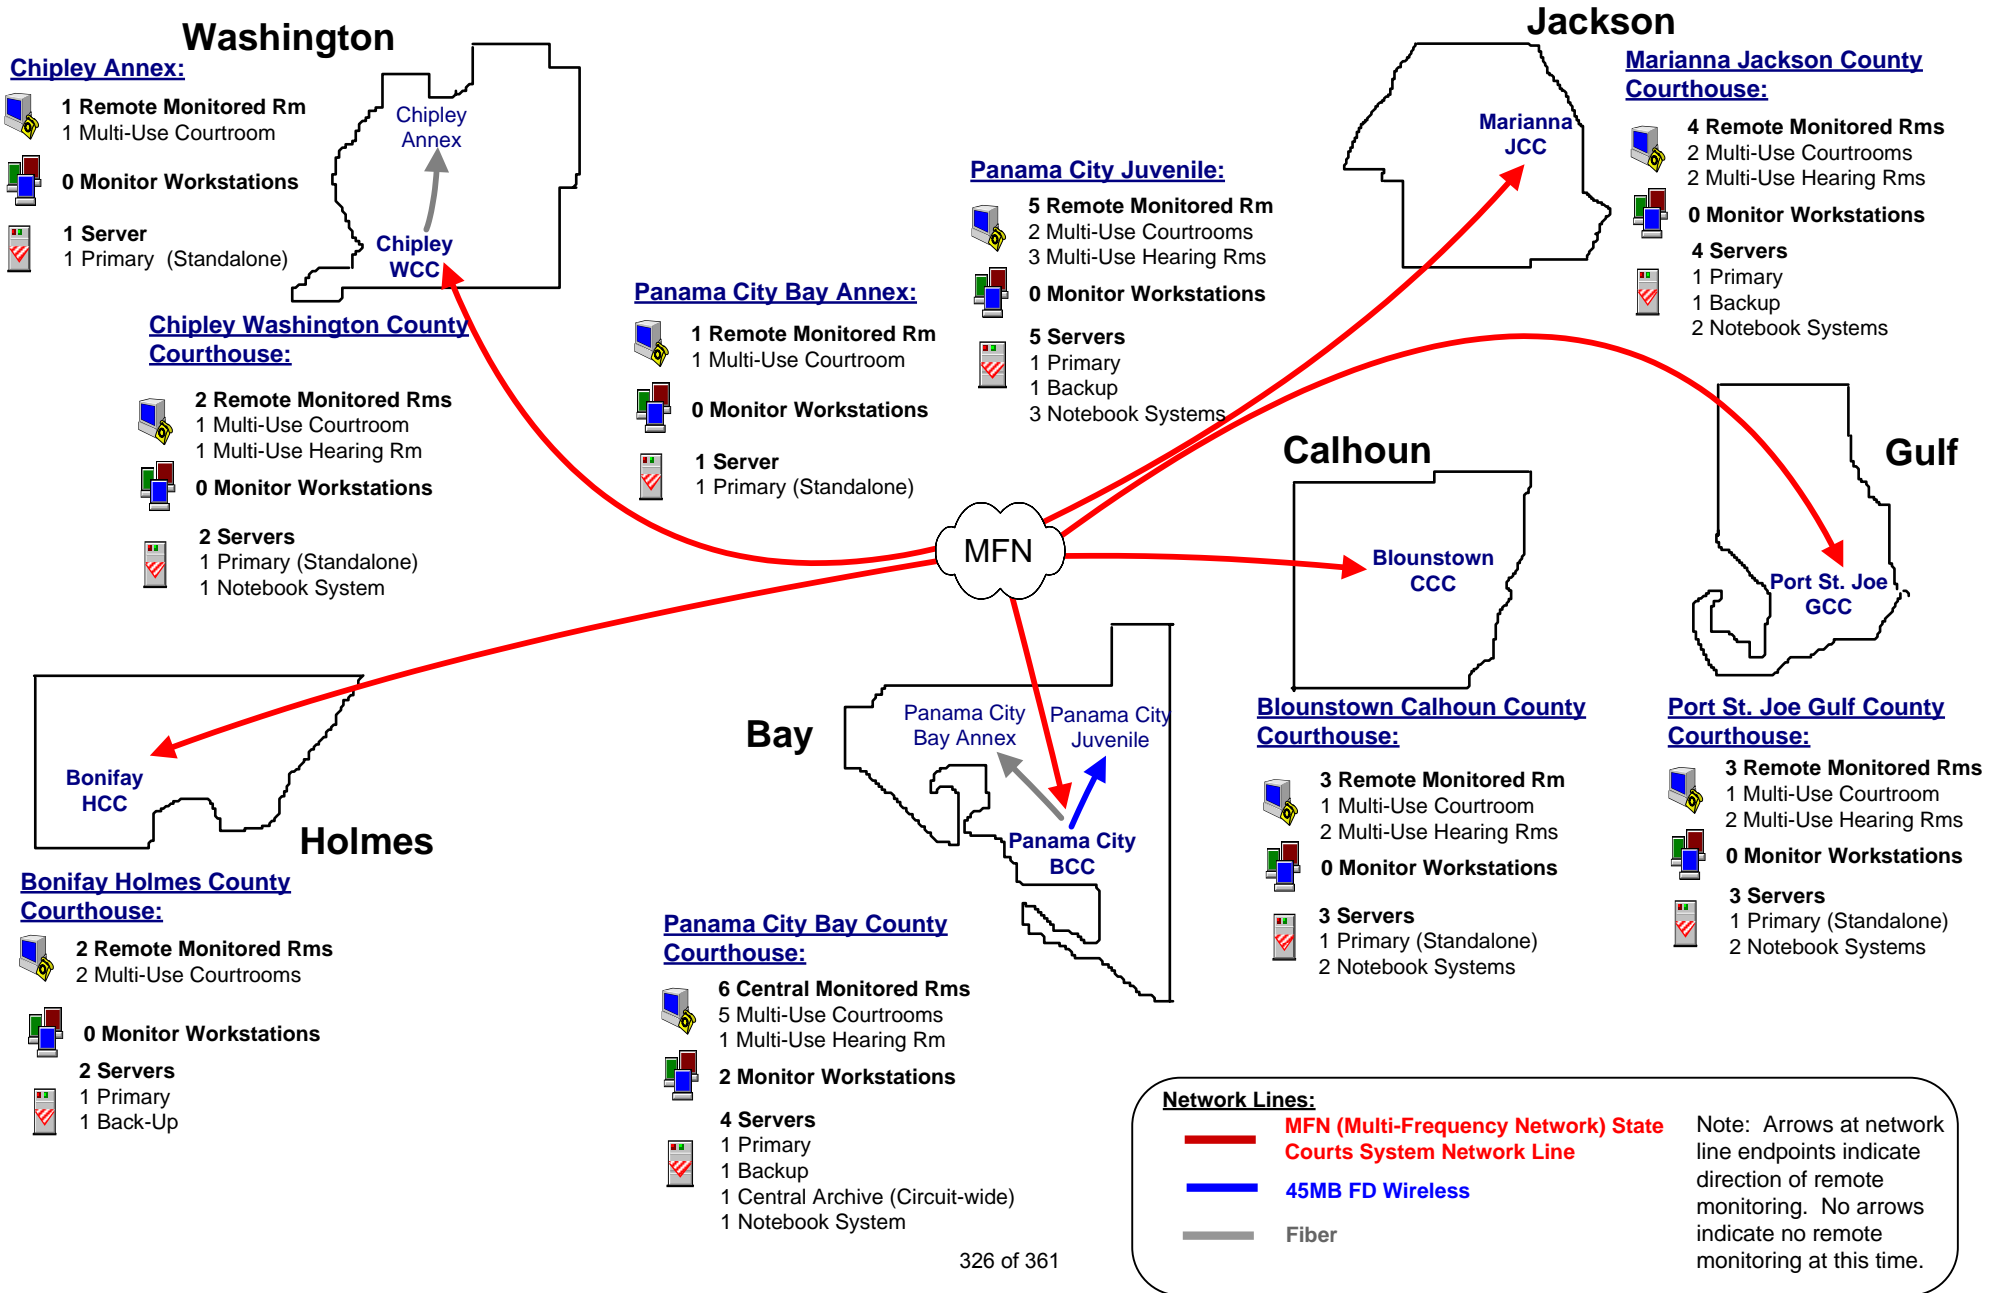 Washington
Chipley Annex:
1 Remote Monitored Rm
1 Multi-Use Courtroom
0 Monitor Workstations
1 Server
1 Primary (Standalone)
Chipley
Annex
Chipley
WCC
Chipley Washington County
Courthouse:
2 Remote Monitored Rms
1 Multi-Use Courtroom
1 Multi-Use Hearing Rm
0 Monitor Workstations
2 Servers
1 Primary (Standalone)
1 Notebook System
Panama City Bay Annex:
1 Remote Monitored Rm
1 Multi-Use Courtroom
0 Monitor Workstations
1 Server
1 Primary (Standalone)
Panama City Juvenile:
5 Remote Monitored Rm
2 Multi-Use Courtrooms
3 Multi-Use Hearing Rms
0 Monitor Workstations
5 Servers
1 Primary
1 Backup
3 Notebook Systems
Jackson
Marianna
JCC
Marianna Jackson County
Courthouse:
4 Remote Monitored Rms
2 Multi-Use Courtrooms
2 Multi-Use Hearing Rms
0 Monitor Workstations
4 Servers
1 Primary
1 Backup
2 Notebook Systems
MFN
Calhoun
Blounstown
CCC
Gulf
Port St. Joe
GCC
Bonifay
HCC
Holmes
Bonifay Holmes County
Courthouse:
2 Remote Monitored Rms
2 Multi-Use Courtrooms
0 Monitor Workstations
2 Servers
1 Primary
1 Back-Up
Bay
Panama City
Bay Annex
Panama City
Juvenile
Panama City
BCC
Panama City Bay County
Courthouse:
6 Central Monitored Rms
5 Multi-Use Courtrooms
1 Multi-Use Hearing Rm
2 Monitor Workstations
4 Servers
1 Primary
1 Backup
1 Central Archive (Circuit-wide)
1 Notebook System
Blounstown Calhoun County
Courthouse:
3 Remote Monitored Rm
1 Multi-Use Courtroom
2 Multi-Use Hearing Rms
0 Monitor Workstations
3 Servers
1 Primary (Standalone)
2 Notebook Systems
Port St. Joe Gulf County
Courthouse:
3 Remote Monitored Rms
1 Multi-Use Courtroom
2 Multi-Use Hearing Rms
0 Monitor Workstations
3 Servers
1 Primary (Standalone)
2 Notebook Systems
Network Lines:
MFN (Multi-Frequency Network) State
Courts System Network Line
45MB FD Wireless
Fiber
Note: Arrows at network
line endpoints indicate
direction of remote
monitoring. No arrows
indicate no remote
monitoring at this time.
326 of 361